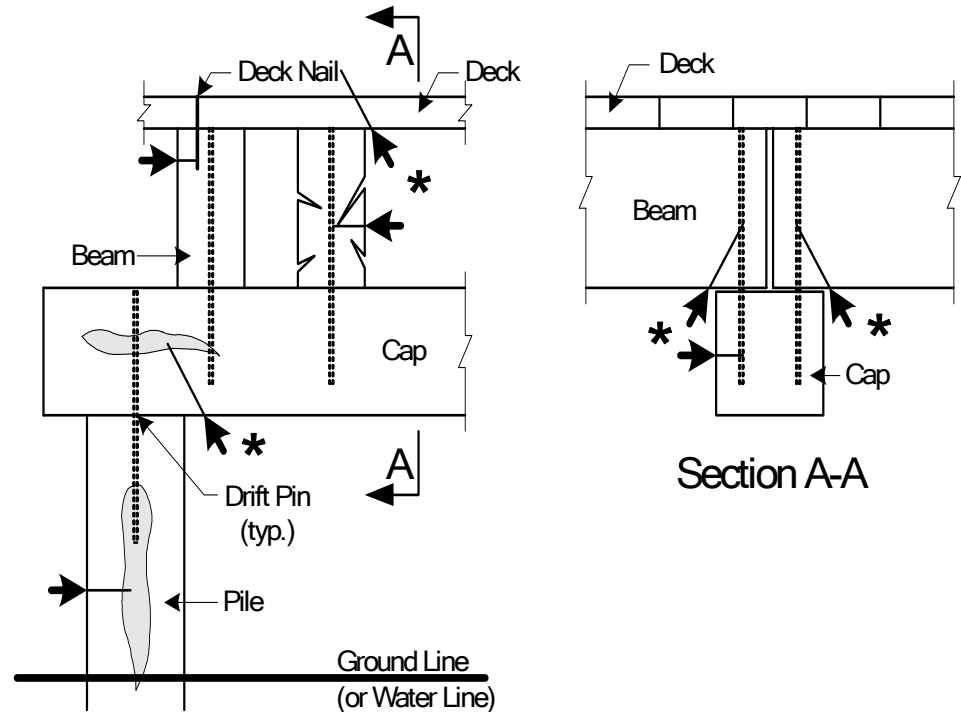 A
Deck Nail
Deck
*
Beam
Cap
*
A
Drift Pin
(typ.)
Pile
Ground Line
(or Water Line)
Deck
Beam
*
*
Cap
Section A-A